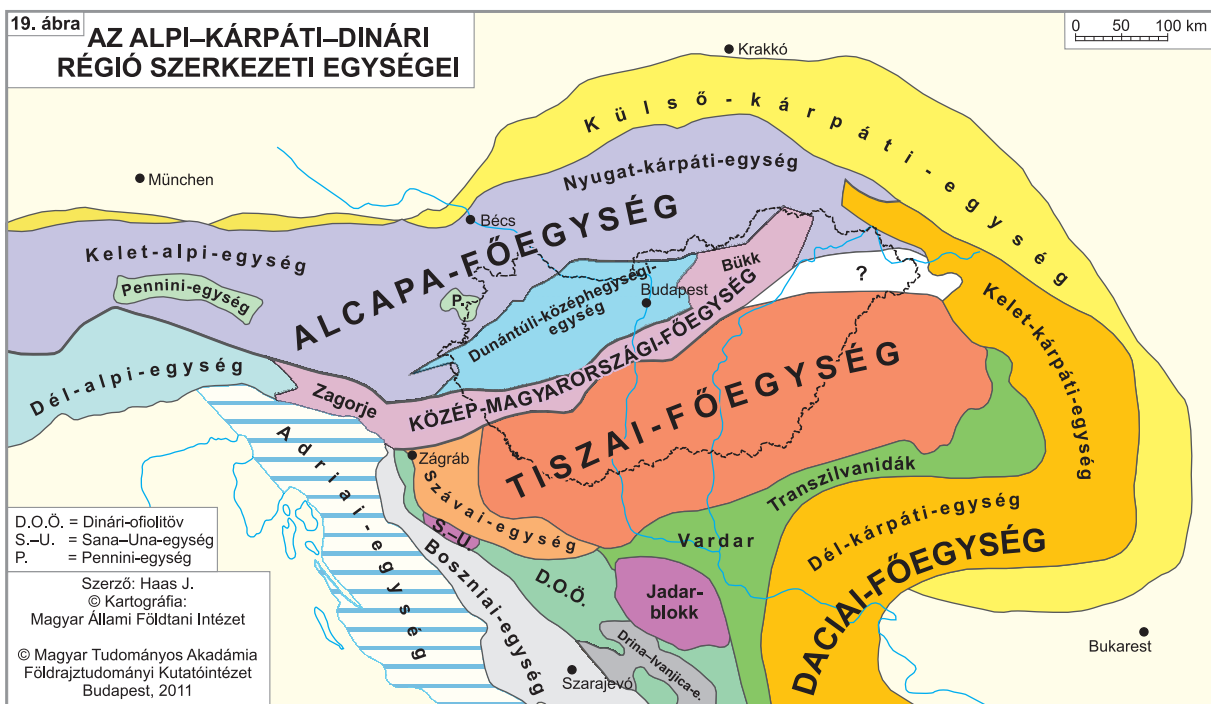 19. ábra
AZ ALPI–KÁRPÁTI–DINÁRI
RÉGIÓ SZERKEZETI EGYSÉGEI
0 50 100 km
Krakkó
Külső-kárpáti-egység
München
Nyugat-kárpáti-egység
Bécs
Kelet-alpi-egység
ALCAPA-FŐEGYSÉG
Pennini-egység
P.
Bükk
?
Budapest
Dunántúli-középhegységi-
egység
Kelet-kárpáti-egység
Dél-alpi-egység
Zagorje
KÖZÉP-MAGYARORSZÁGI-FŐEGYSÉG
TISZAI-FŐEGYSÉG
Zágráb
Adriai-egység
Szávai-egység
Transzilvanidák
S.–U.
Vardar
Dél-kárpáti-egység
DACIAI-FŐEGYSÉG
Boszniai-egység
D.O.Ö.
Jadar-
blokk
Drina–Ivanjica-e.
Szarajevó
Bukarest
D.O.Ö. = Dinári-ofiolitöv
S.–U. = Sana–Una-egység
P. = Pennini-egység
Szerző: Haas J.
© Kartográfia:
Magyar Állami Földtani Intézet
© Magyar Tudományos Akadémia
Földrajztudományi Kutatóintézet
Budapest, 2011